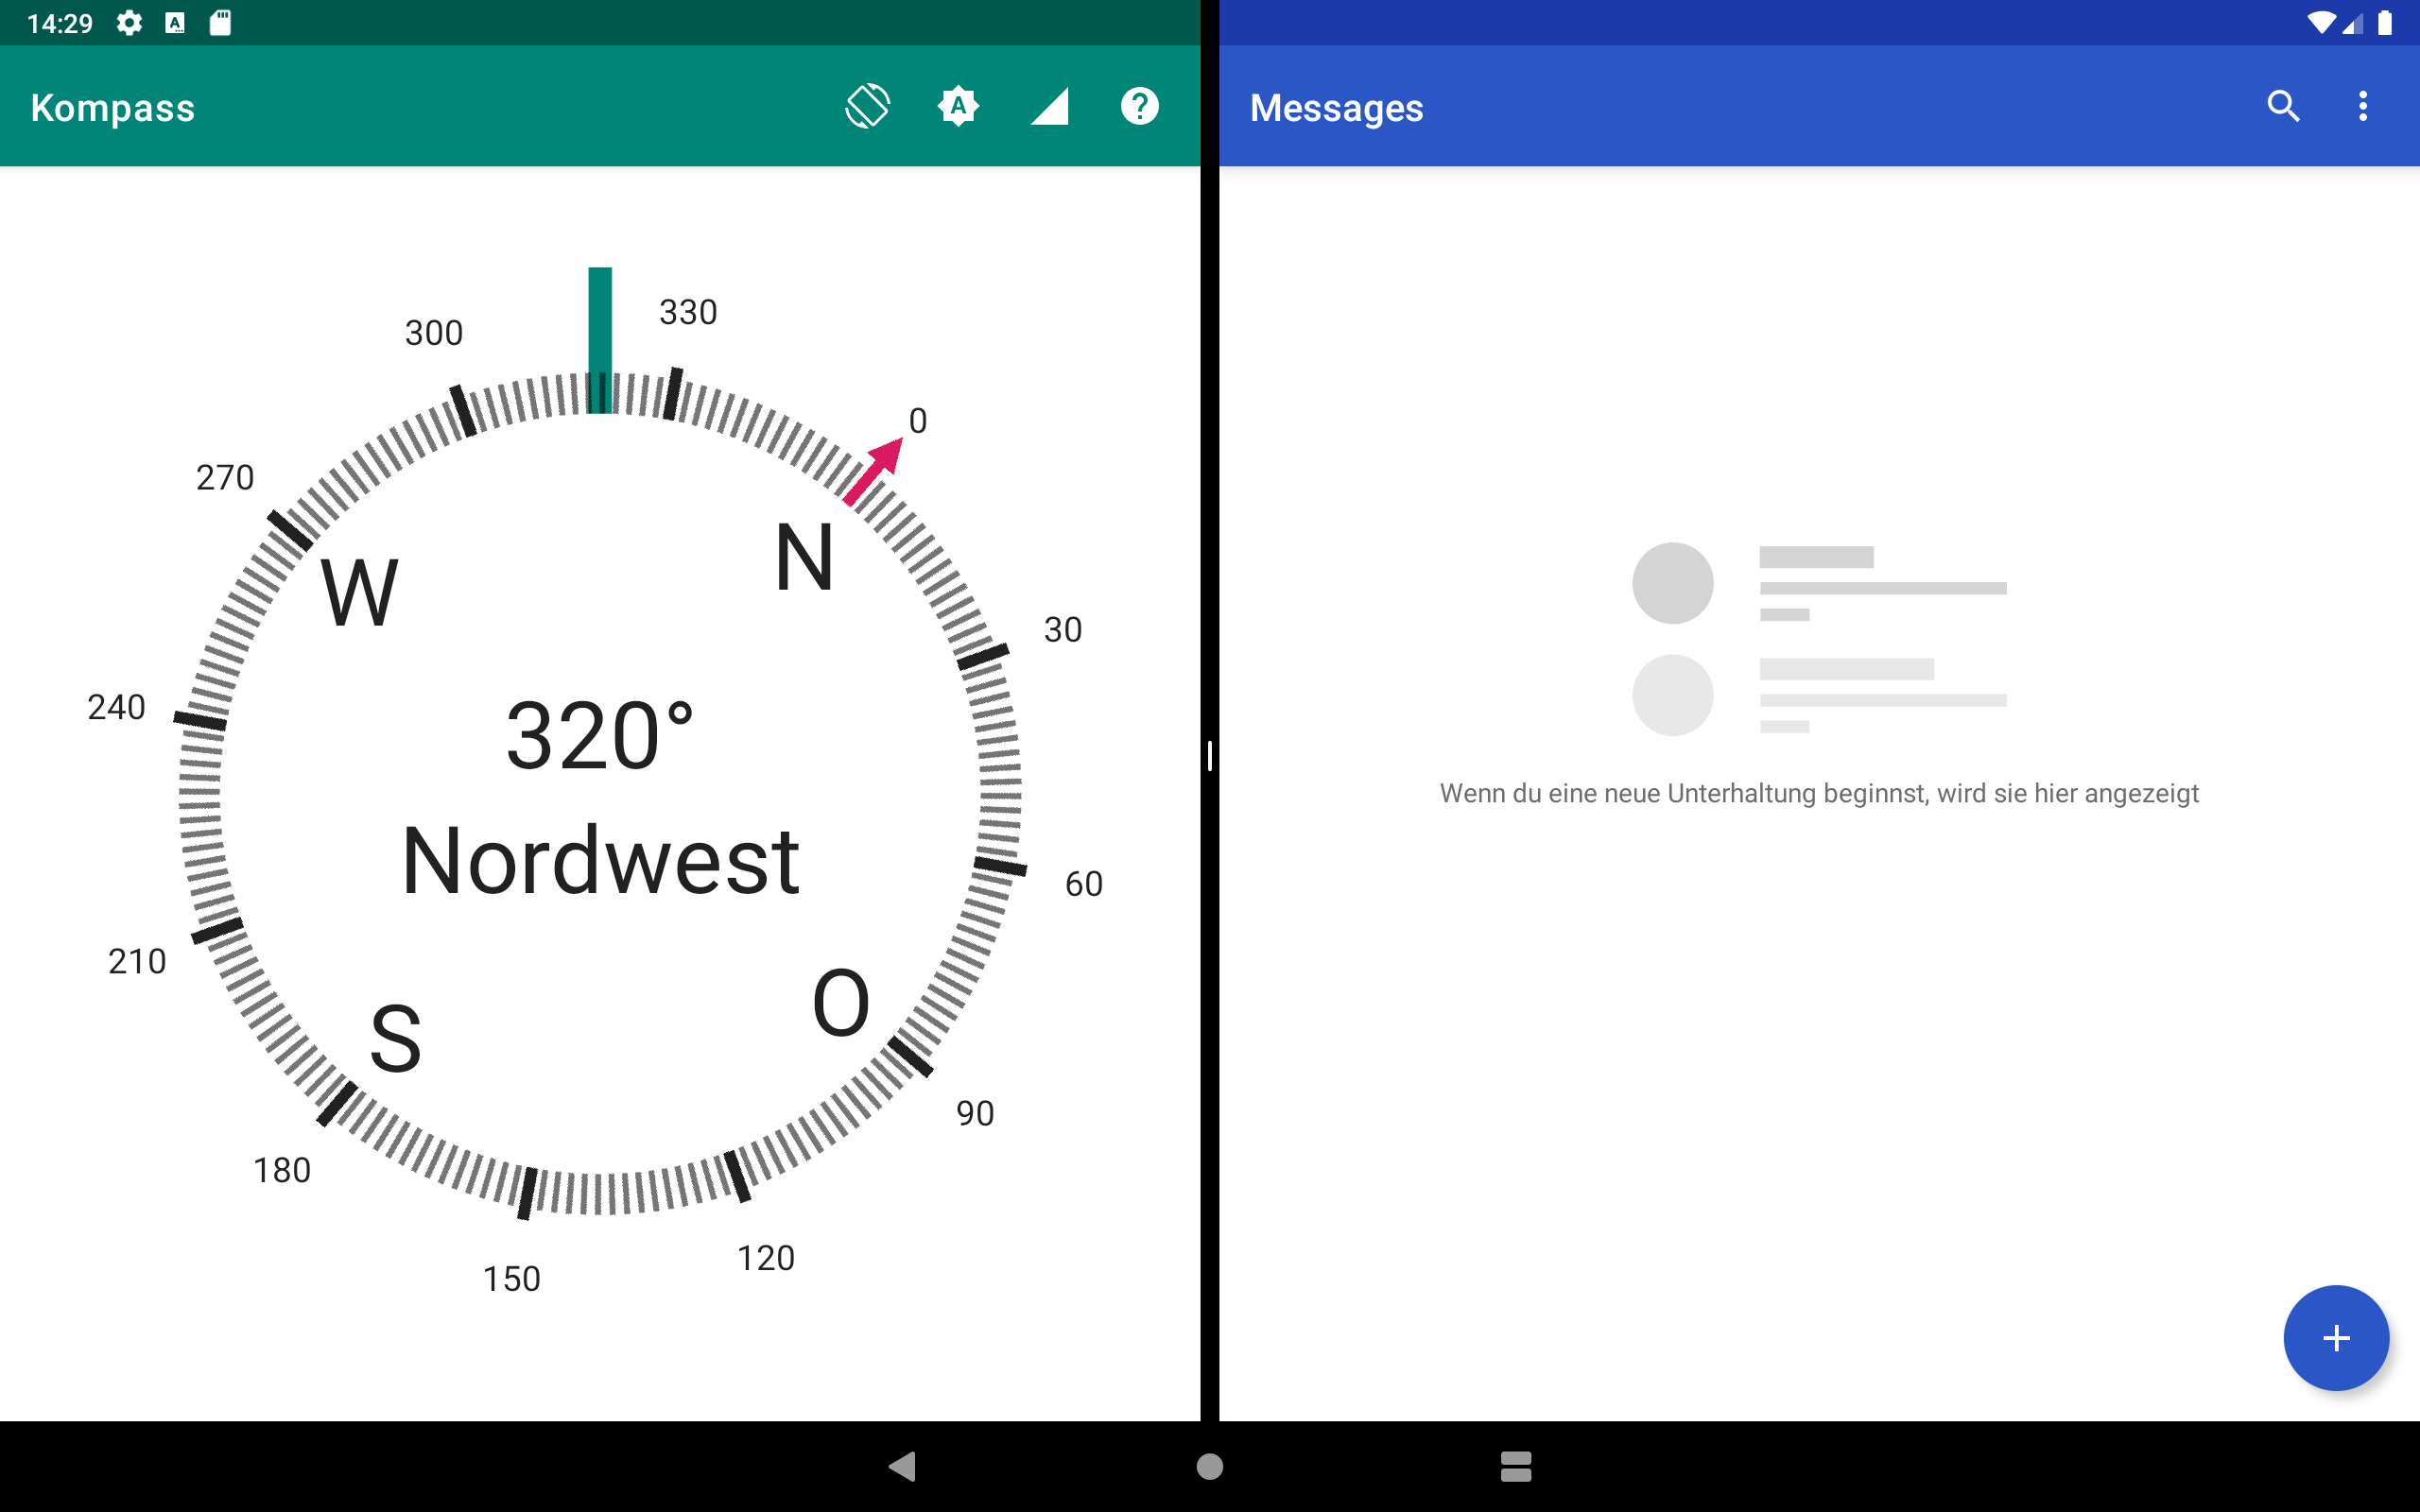 14:29
Kompass
300
330
0
270
N
W
30
320°
240
Nordwest
60
210
O
S
90
180
120
150
Messages
Wenn du eine neue Unterhaltung beginnst, wird sie hier angezeigt